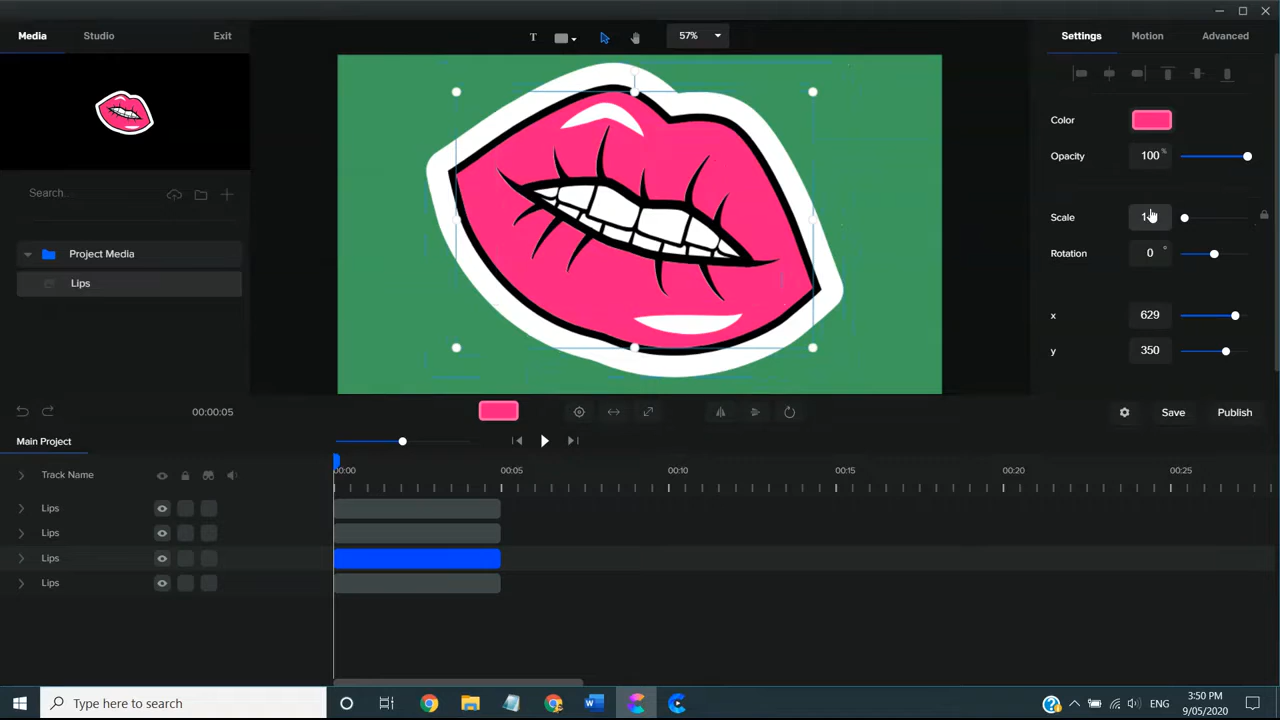 Media Studio Exit
T 57%
Settings Motion Advanced
Color
Opacity 100 %
Search...
Scale
Rotation 0 °
Project Media
Lips
x 629
y 350
00:00:05
Save Publish
Main Project
Track Name 00:00 00:05 00:10 00:15 00:20 00:25
Lips
Lips
Lips
Lips
Type here to search
ENG
3:50 PM
9/05/2020